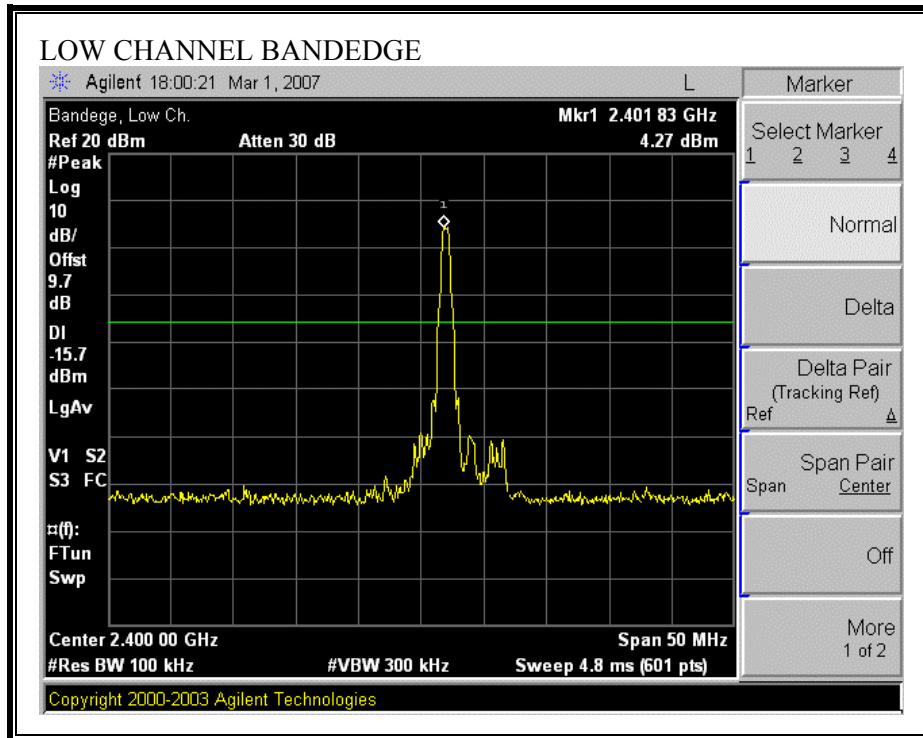 LOW CHANNEL BANDEDGE
Agilent 18:00:21 Mar 1, 2007 L
Marker
Bandege, Low Ch. Mkr1 2.401 83 GHz
Ref 20 dBm Atten 30 dB 4.27 dBm
#Peak
Log
10
dB/
Offst
9.7
dB
DI
-15.7
dBm
LgAv
V1 S2
S3 FC
¤(f):
FTun
Swp
1
Center 2.400 00 GHz Span 50 MHz
#Res BW 100 kHz #VBW 300 kHz Sweep 4.8 ms (601 pts)
Select Marker
1 2 3 4
Normal
Delta
Delta Pair
(Tracking Ref)
Ref Δ
Span Pair
Span Center
Off
More
1 of 2
Copyright 2000-2003 Agilent Technologies